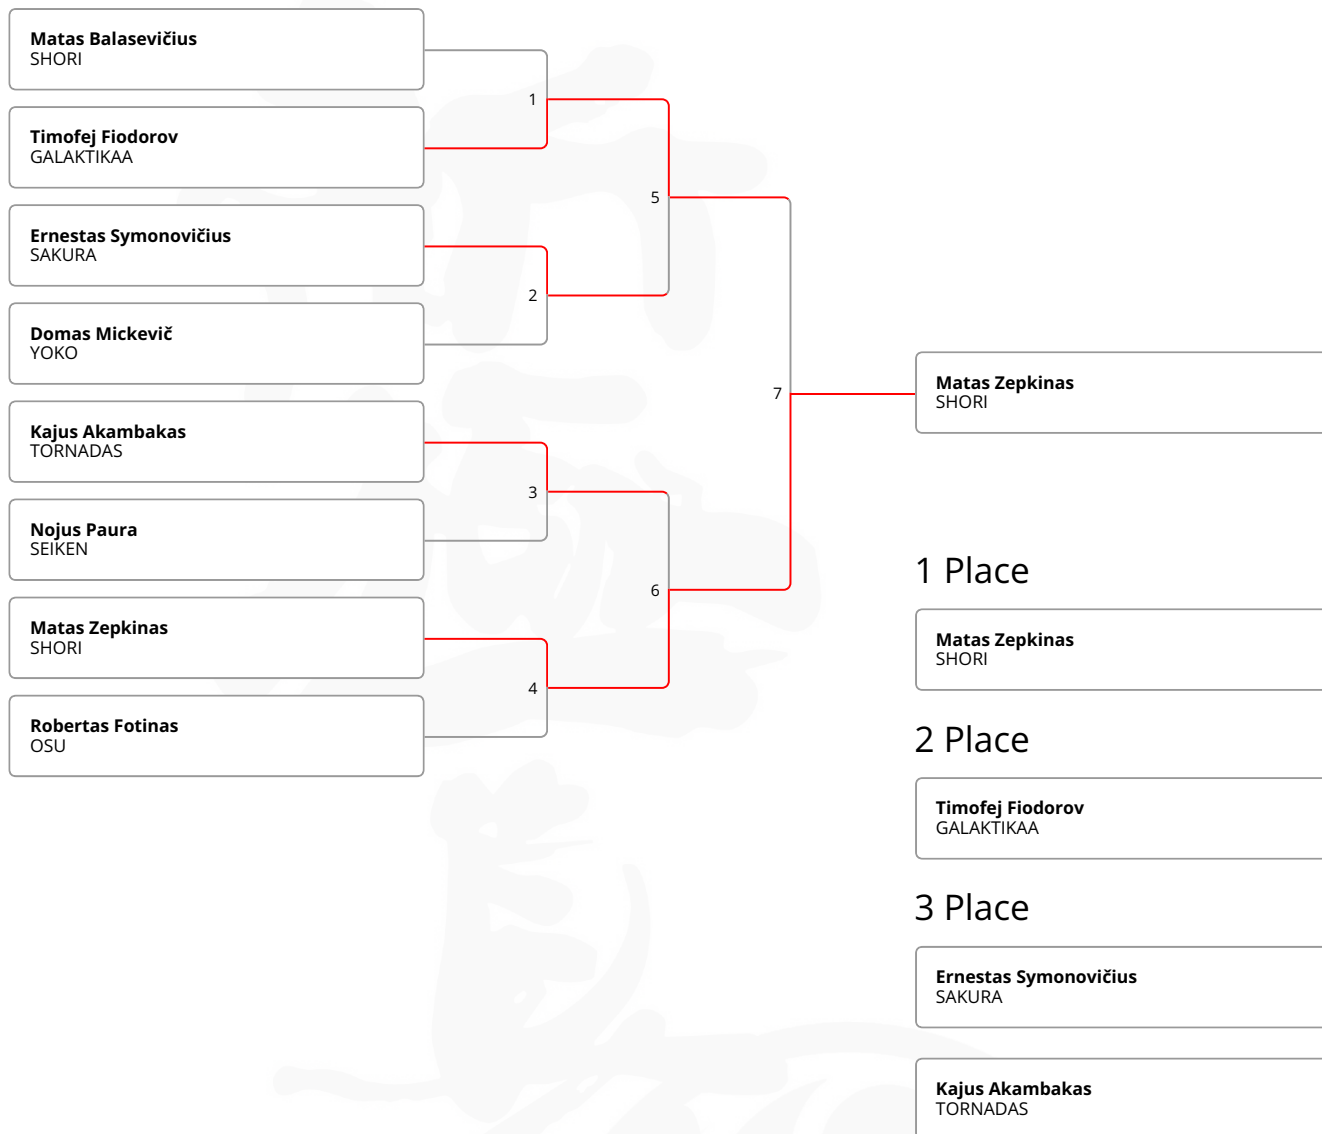 Matas Balasevičius
SHORI
Timofej Fiodorov
GALAKTIKAA
Ernestas Symonovičius
SAKURA
Domas Mickevič
YOKO
Kajus Akambakas
TORNADAS
Nojus Paura
SEIKEN
Matas Zepkinas
SHORI
Robertas Fotinas
OSU
1
2
3
4
5
6
7
Matas Zepkinas
SHORI
1 Place
Matas Zepkinas
SHORI
2 Place
Timofej Fiodorov
GALAKTIKAA
3 Place
Ernestas Symonovičius
SAKURA
Kajus Akambakas
TORNADAS